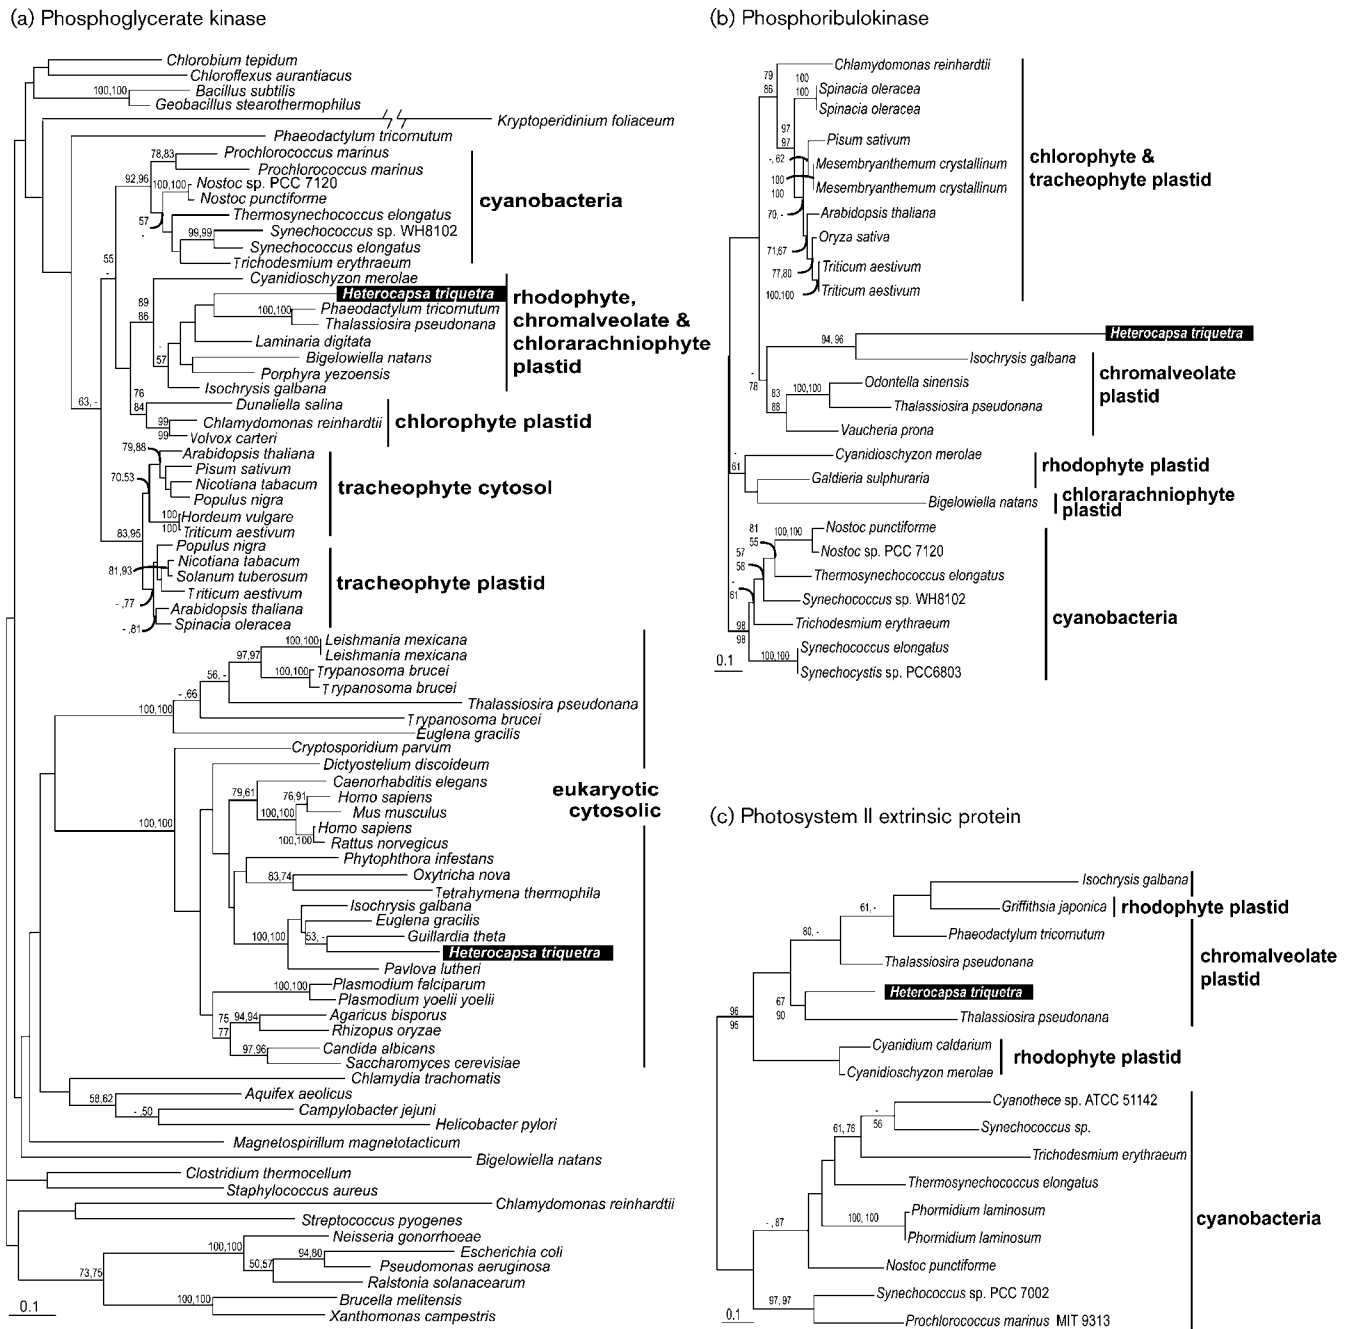 (a) Phosphoglycerate kinase
Chlorobium tepidum
Chloroflexus aurantiacus
100,100
Bacillus subtilis
Geobacillus stearothermophilus
Kryptoperidinium foliaceum
Phaeodactylum tricornutum
78,83
Prochlorococcus marinus
Prochlorococcus marinus
92,96
100,100
Nostoc sp. PCC 7120
Nostoc punctiforme
cyanobacteria
57
-
Thermosynechococcus elongatus
99,99
Synechococcus sp. WH8102
Synechococcus elongatus
55
-
Trichodesmium erythraeum
Cyanidioschyzon merolae
89
86
Heterocapsa triquetra
100,100
Phaeodactylum tricornutum
Thalassiosira pseudonana
rhodophyte,
chromalveolate &
chlorarachniophyte
plastid
-
57
Laminaria digitata
Bigelowiella natans
Porphyra yezoensis
Isochrysis galbana
63, -
76
84
Dunaliella salina
99
99
Chlamydomonas reinhardtii
Volvox carteri
chlorophyte plastid
79,88
Arabidopsis thaliana
Pisum sativum
70,53
Nicotiana tabacum
Populus nigra
tracheophyte cytosol
100
100
Hordeum vulgare
Triticum aestivum
83,95
Populus nigra
Nicotiana tabacum
81,93
Solanum tuberosum
tracheophyte plastid
Triticum aestivum
- ,77
Arabidopsis thaliana
- ,81
Spinacia oleracea
100,100
Leishmania mexicana
Leishmania mexicana
97,97
56, -
100,100
Trypanosoma brucei
Trypanosoma brucei
- ,66
Thalassiosira pseudonana
100,100
Trypanosoma brucei
Euglena gracilis
Cryptosporidium parvum
Dictyostelium discoideum
Caenorhabditis elegans
79,61
76,91
Homo sapiens
100,100
Mus musculus
eukaryotic
cytosolic
100,100
Homo sapiens
100,100
Rattus norvegicus
Phytophthora infestans
83,74
Oxytricha nova
Tetrahymena thermophila
Isochrysis galbana
Euglena gracilis
100,100
53, -
Guillardia theta
Heterocapsa triquetra
Pavlova lutheri
100,100
Plasmodium falciparum
Plasmodium yoelii yoelii
75
77
94,94
Agaricus bisporus
Rhizopus oryzae
97,96
Candida albicans
Saccharomyces cerevisiae
Chlamydia trachomatis
58,62
Aquifex aeolicus
- ,50
Campylobacter jejuni
Helicobacter pylori
Magnetospirillum magnetotacticum
Bigelowiella natans
Clostridium thermocellum
Staphylococcus aureus
Chlamydomonas reinhardtii
Streptococcus pyogenes
Neisseria gonorrhoeae
100,100
94,80
Escherichia coli
50,57
Pseudomonas aeruginosa
Ralstonia solanacearum
73,75
100,100
Brucella melitensis
Xanthomonas campestris
0.1
(b) Phosphoribulokinase
Chlamydomonas reinhardtii
79
86
100
100
Spinacia oleracea
Spinacia oleracea
97
97
Pisum sativum
-, 62
Mesembryanthemum crystallinum
chlorophyte &
tracheophyte plastid
100
100
Mesembryanthemum crystallinum
70, -
Arabidopsis thaliana
Oryza sativa
71,67
77,80
Triticum aestivum
100,100
Triticum aestivum
94, 96
Heterocapsa triquetra
Isochrysis galbana
-
78
83
88
100,100
Odontella sinensis
chromalveolate
plastid
Thalassiosira pseudonana
Vaucheria prona
-
61
Cyanidioschyzon merolae
Galdieria sulphuraria
rhodophyte plastid
Bigelowiella natans
chlorarachniophyte
plastid
81
55
100,100
Nostoc punctiforme
Nostoc sp. PCC 7120
57
58
Thermosynechococcus elongatus
-
61
Synechococcus sp. WH8102
Trichodesmium erythraeum
cyanobacteria
98
98
Synechococcus elongatus
100,100
Synechocystis sp. PCC6803
0.1
(c) Photosystem II extrinsic protein
Isochrysis galbana
61, -
Griffithsia japonica
rhodophyte plastid
80, -
Phaeodactylum tricornutum
Thalassiosira pseudonana
chromalveolate
plastid
67
90
Heterocapsa triquetra
Thalassiosira pseudonana
96
95
Cyanidium caldarium
Cyanidioschyzon merolae
rhodophyte plastid
-
56
Cyanothece sp. ATCC 51142
61, 76
Synechococcus sp.
Trichodesmium erythraeum
Thermosynechococcus elongatus
- , 87
100, 100
Phormidium laminosum
Phormidium laminosum
cyanobacteria
Nostoc punctiforme
97, 97
Synechococcus sp. PCC 7002
Prochlorococcus marinus MIT 9313
0.1